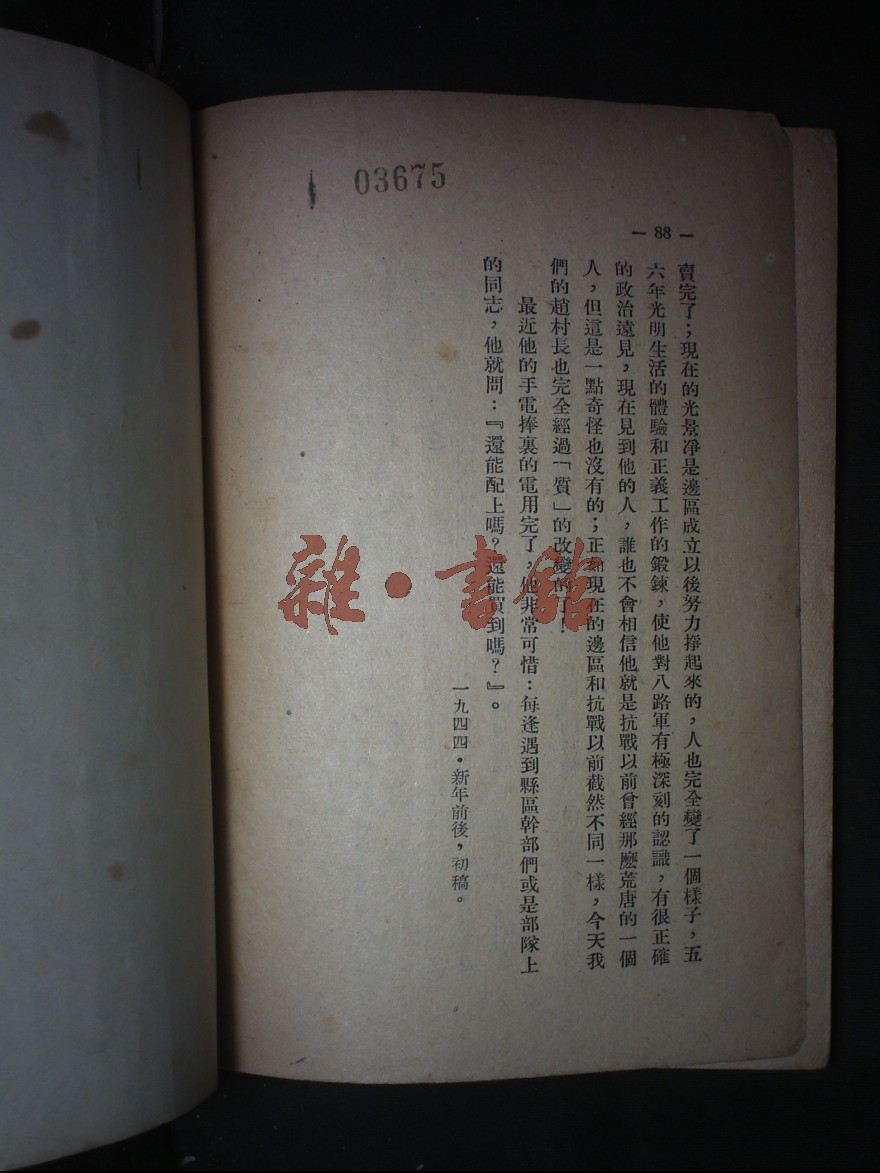 03675
— 88 —
賣完了；現在的光景凈是邊區成立以後努力掙起來的，人也完全變了一個樣子，五
六年光明生活的體驗和正義工作的鍛鍊，使他對八路軍有極深刻的認識，有很正確
的政治遠見，現在見到他的人，誰也不會相信他就是抗戰以前曾經那麽荒唐的一個
人，但這是一點奇怪也沒有的；正如現在的邊區和抗戰以前截然不同一樣，今天我
們的趙村長也完全經過「質」的改變的了！
最近他的手電捧裏的電用完了，他非常可惜：每逢遇到縣區幹部們或是部隊上
的同志，他就問：『還能配上嗎？還能買到嗎？』。
一九四四·新年前後，初稿。
雜·書館